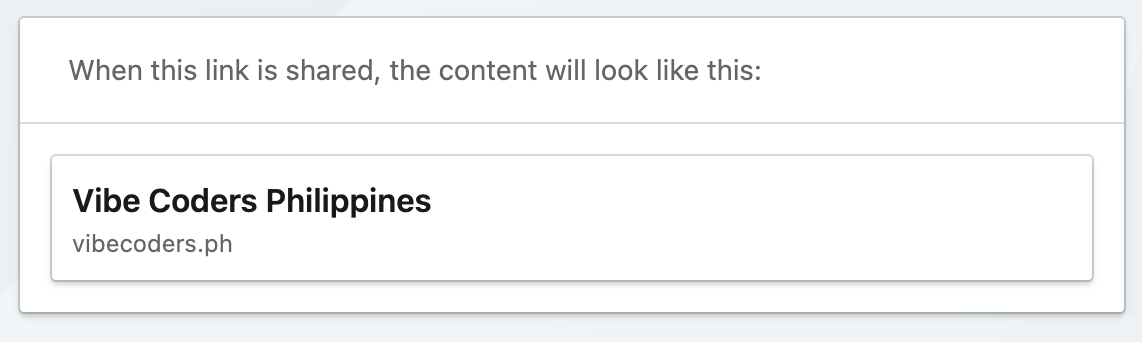 When this link is shared, the content will look like this:
Vibe Coders Philippines
vibecoders.ph